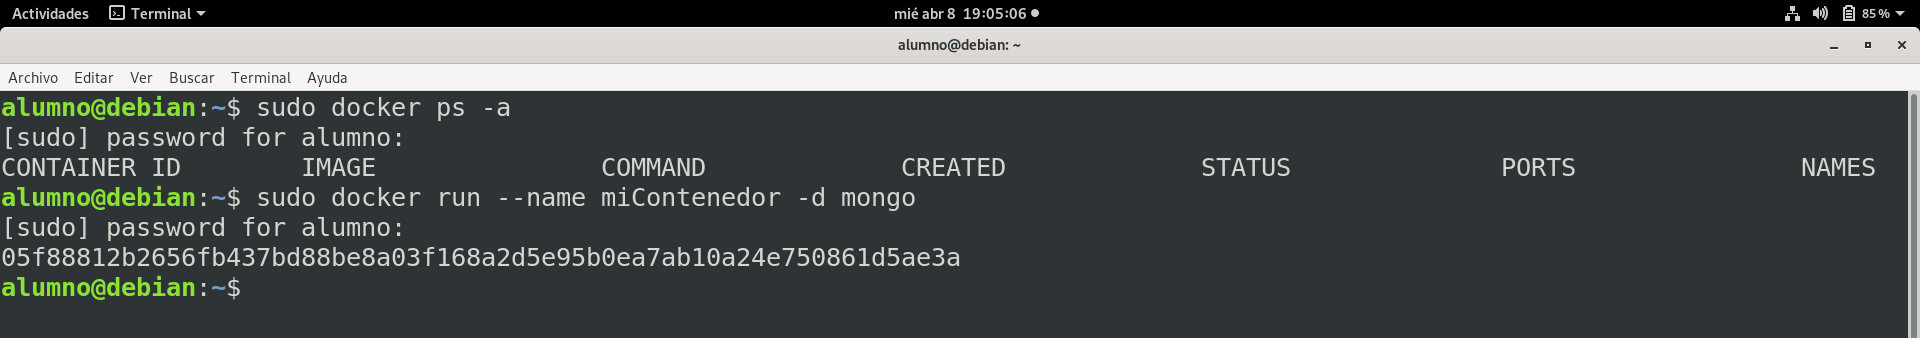 Actividades Terminal mié abr 8 19:05:06 85 %
alumno@debian: ~
Archivo Editar Ver Buscar Terminal Ayuda
alumno@debian:~$ sudo docker ps -a
[sudo] password for alumno:
CONTAINER ID IMAGE COMMAND CREATED STATUS PORTS NAMES
alumno@debian:~$ sudo docker run --name miContenedor -d mongo
[sudo] password for alumno:
05f88812b2656fb437bd88be8a03f168a2d5e95b0ea7ab10a24e750861d5ae3a
alumno@debian:~$